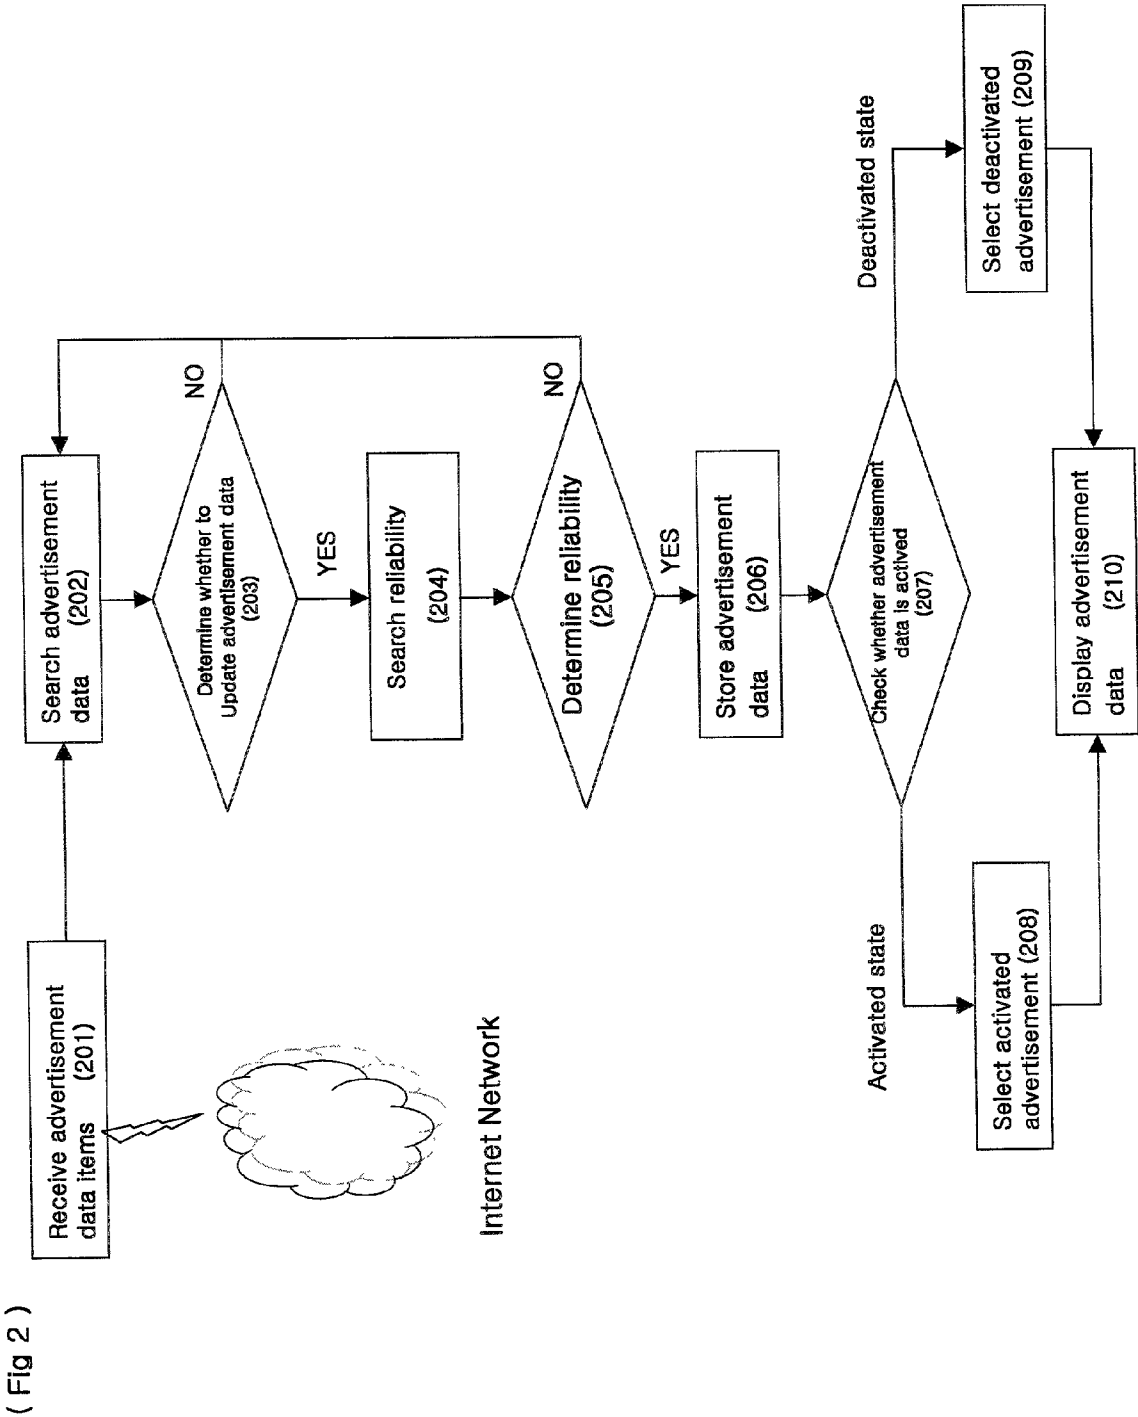 ( Fig 2 )
Receive advertisement
data items (201)
Internet Network
Search advertisement
data (202)
Determine whether to
Update advertisement data
(203)
NO
YES
Search reliability
(204)
Determine reliability
(205)
NO
YES
Store advertisement
data (206)
Check whether advertisement
data is actived
(207)
Activated state
Deactivated state
Select activated
advertisement (208)
Select deactivated
advertisement (209)
Display advertisement
data (210)